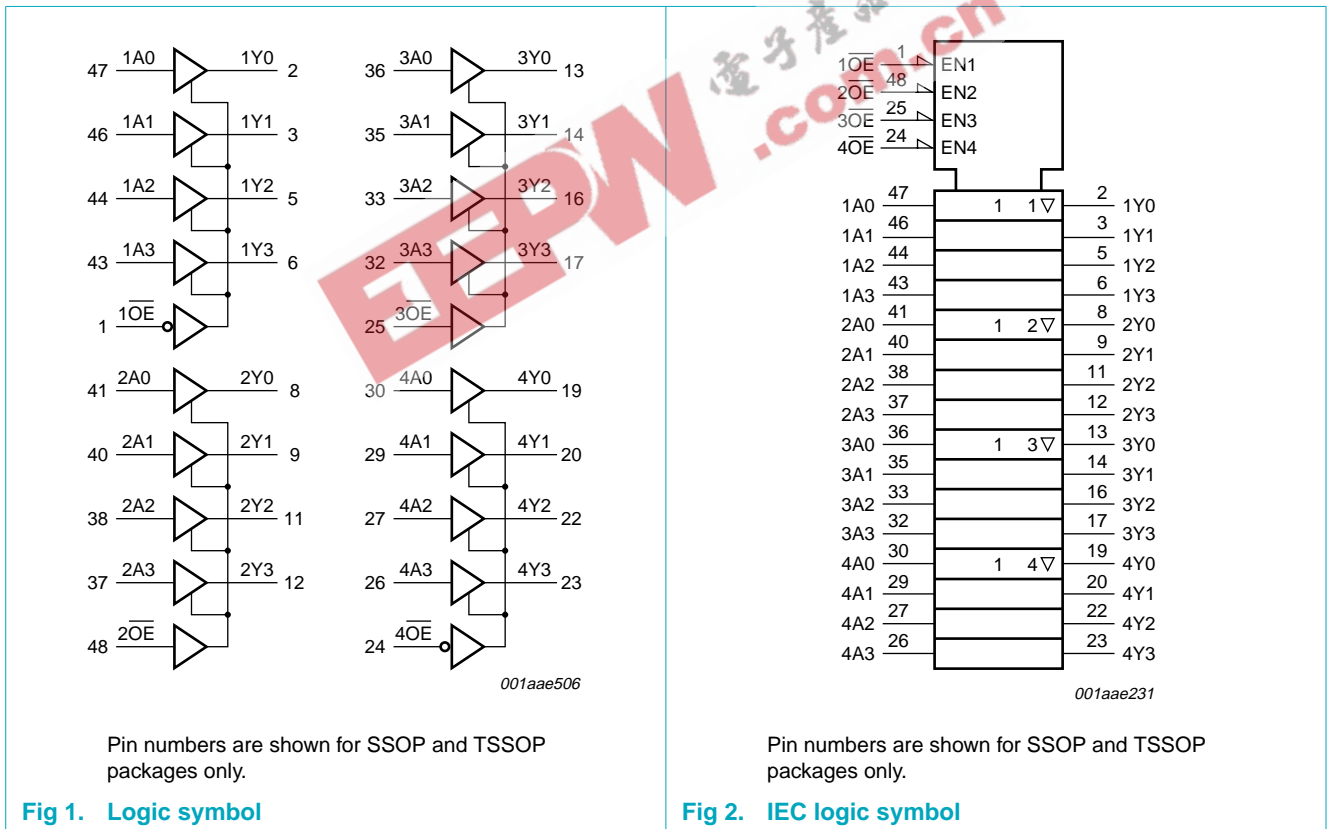 47 1A0 1Y0 2
46 1A1 1Y1 3
44 1A2 1Y2 5
43 1A3 1Y3 6
1 1OE
41 2A0 2Y0 8
40 2A1 2Y1 9
38 2A2 2Y2 11
37 2A3 2Y3 12
48 2OE
36 3A0 3Y0 13
35 3A1 3Y1 14
33 3A2 3Y2 16
32 3A3 3Y3 17
25 3OE
30 4A0 4Y0 19
29 4A1 4Y1 20
27 4A2 4Y2 22
26 4A3 4Y3 23
24 4OE
001aae506
Pin numbers are shown for SSOP and TSSOP
packages only.
Fig 1. Logic symbol
1OE 1 EN1
2OE 48 EN2
3OE 25 EN3
4OE 24 EN4
1A0 47 1 1▽ 2 1Y0
1A1 46 3 1Y1
1A2 44 5 1Y2
1A3 43 6 1Y3
2A0 41 1 2▽ 8 2Y0
2A1 40 9 2Y1
2A2 38 11 2Y2
2A3 37 12 2Y3
3A0 36 1 3▽ 13 3Y0
3A1 35 14 3Y1
3A2 33 16 3Y2
3A3 32 17 3Y3
4A0 30 1 4▽ 19 4Y0
4A1 29 20 4Y1
4A2 27 22 4Y2
4A3 26 23 4Y3
001aae231
Pin numbers are shown for SSOP and TSSOP
packages only.
Fig 2. IEC logic symbol
EEPW
電子產品
.com.cn